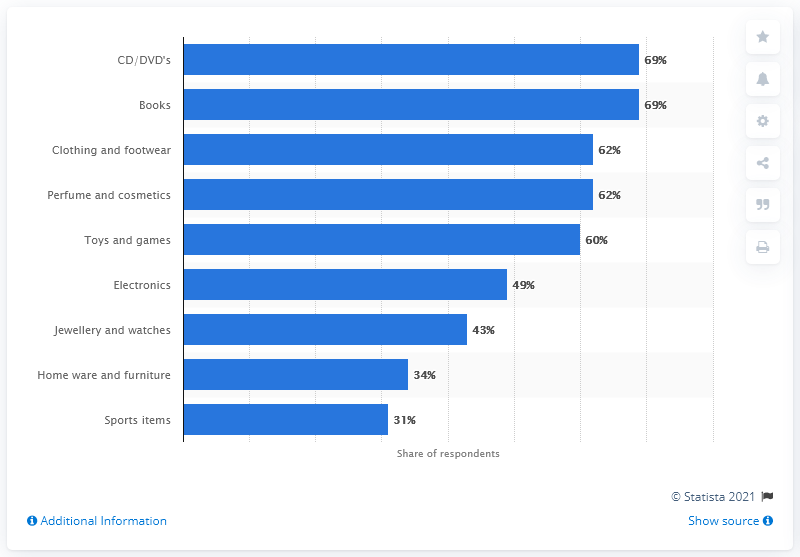 CD/DVD's 69%
Books 69%
Clothing and footwear 62%
Perfume and cosmetics 62%
Toys and games 60%
Electronics 49%
Jewellery and watches 43%
Home ware and furniture 34%
Sports items 31%
Share of respondents
© Statista 2021
Additional Information
Show source